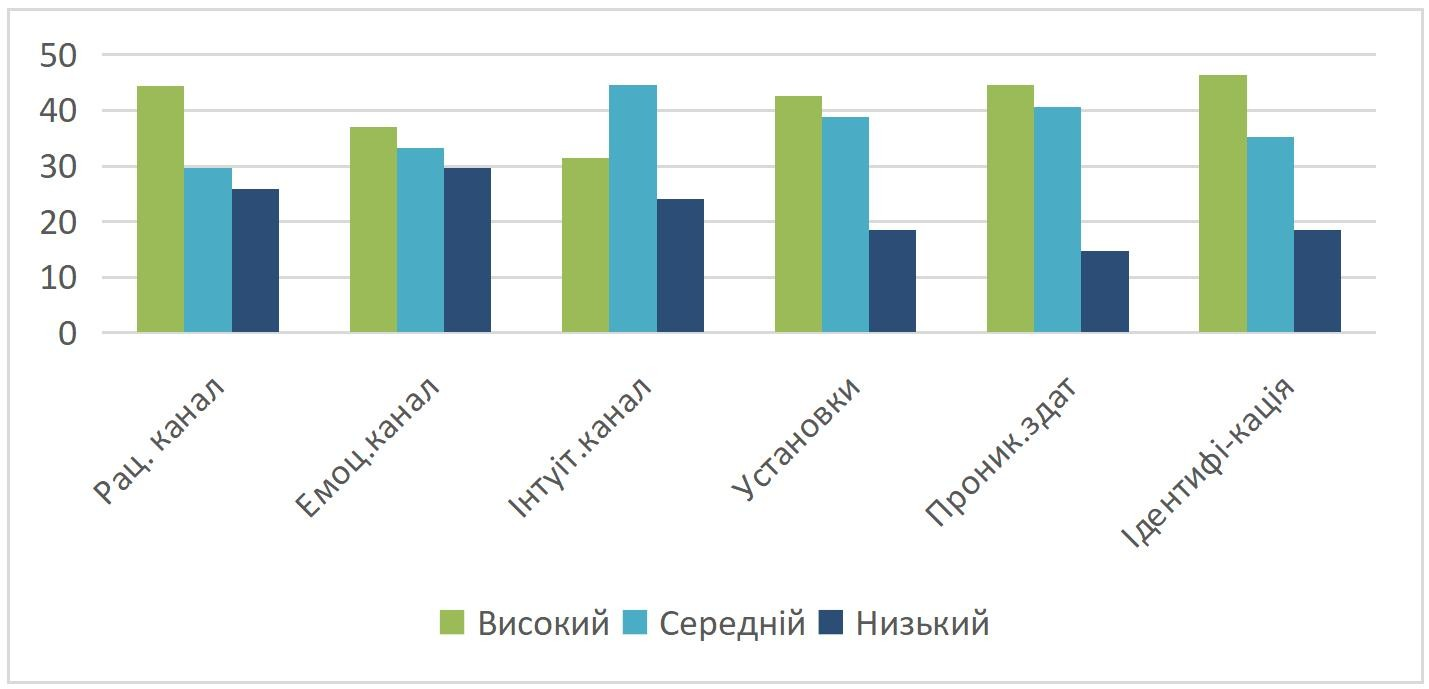 50
40
30
20
10
0
Рац. канал
Емоц.канал
Інтуїт.канал
Установки
Проник.здат
Ідентифі-кація
Високий Середній Низький